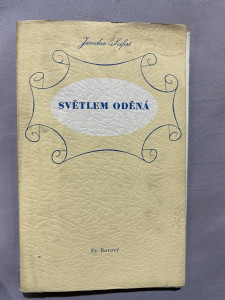 Jaroslav Seifert
SVĚTLEM ODĚNÁ
Fr. Borový